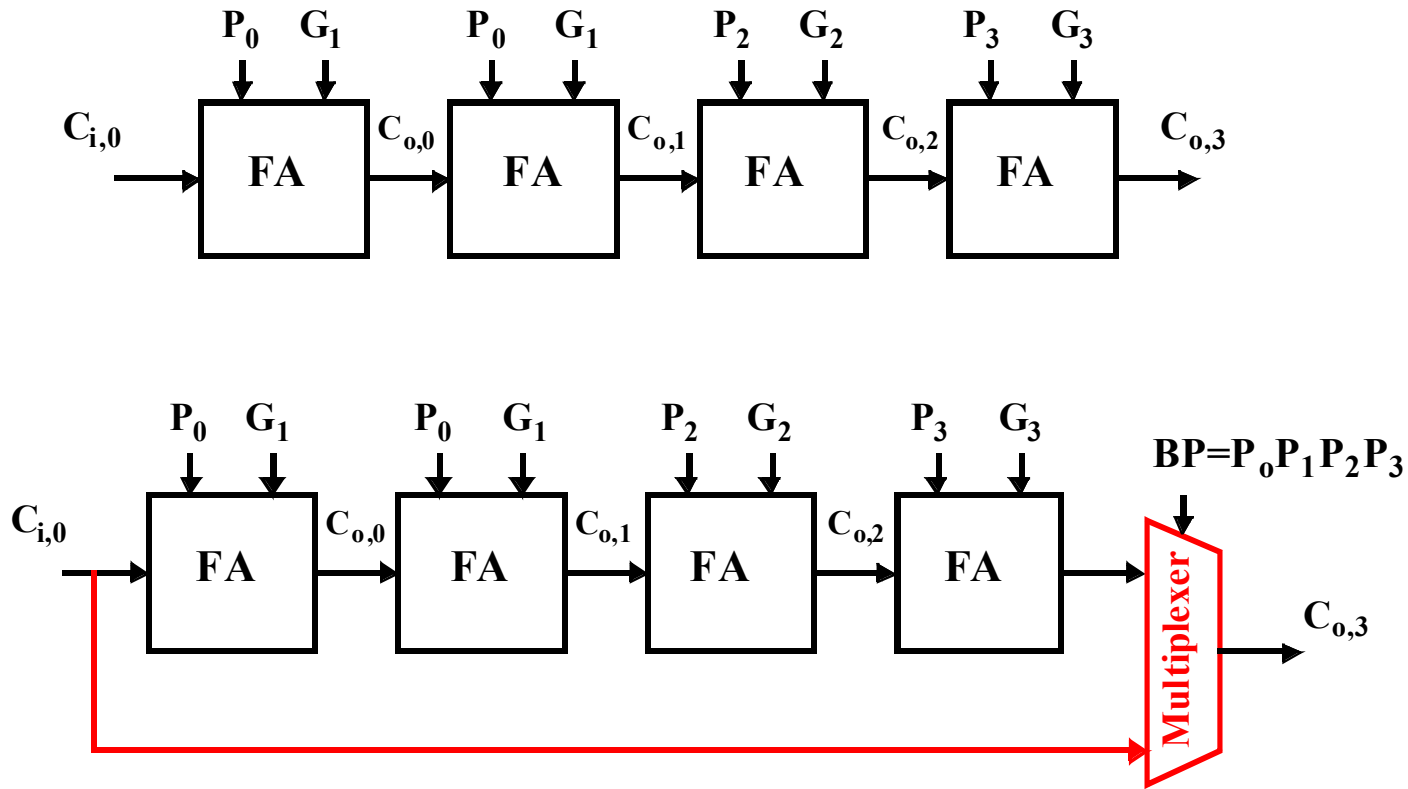 P0 G1 P0 G1 P2 G2 P3 G3
Ci,0 Co,0 Co,1 Co,2 Co,3
FA FA FA FA
P0 G1 P0 G1 P2 G2 P3 G3
BP=PoP1P2P3
Ci,0 Co,0 Co,1 Co,2
FA FA FA FA
Multiplexer
Co,3